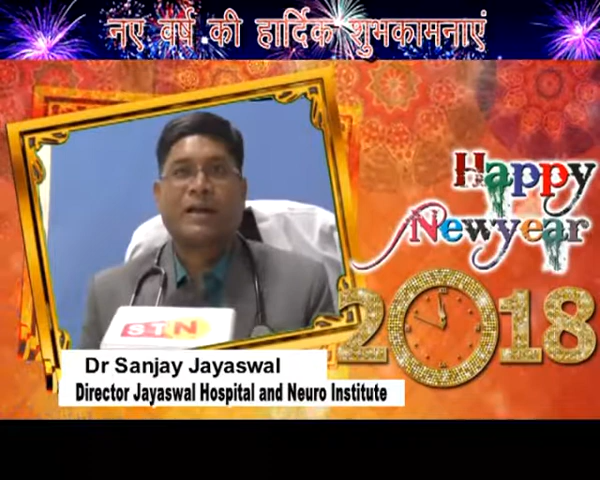 नए वर्ष की हार्दिक शुभकामनाएं
Happy
Newyear
2018
STN
Dr Sanjay Jayaswal
Director Jayaswal Hospital and Neuro Institute